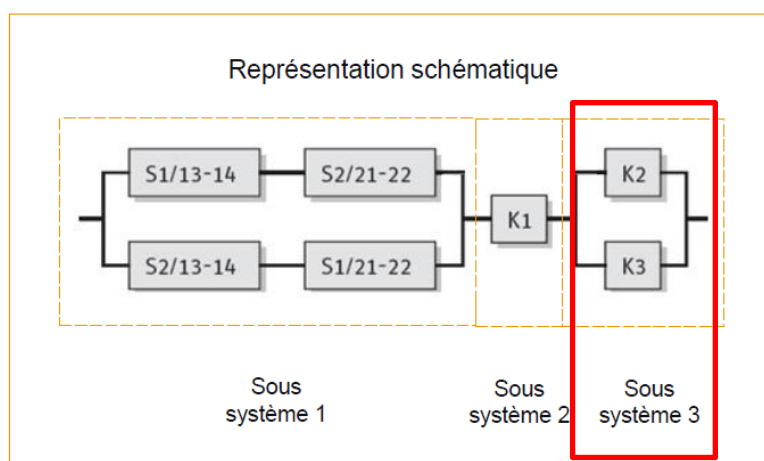 Représentation schématique
S1/13-14
S2/21-22
K2
K1
S2/13-14
S1/21-22
K3
Sous
système 1
Sous
système 2
Sous
système 3